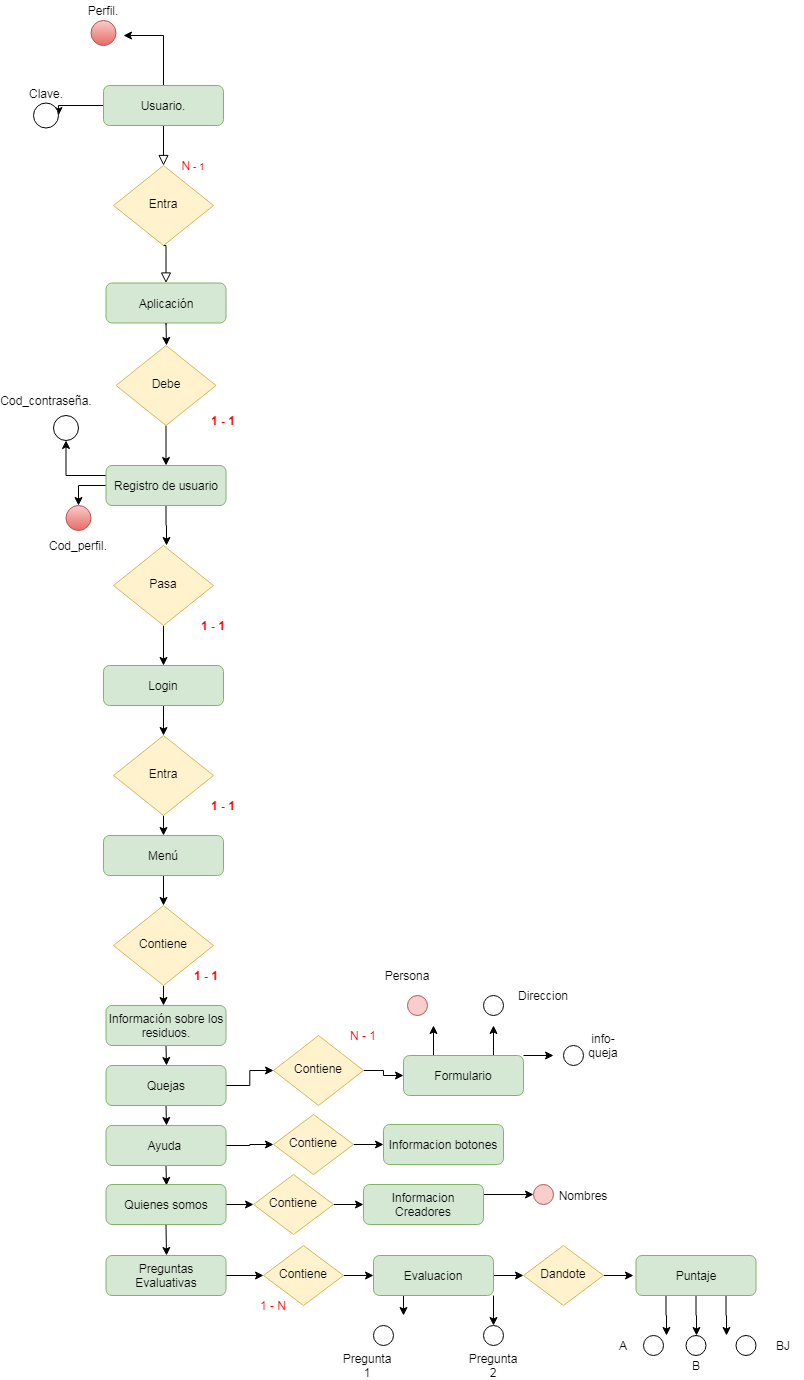 Perfil.
Clave.
Usuario.
N - 1
Entra
Aplicación
Debe
Cod_contraseña.
1 - 1
Registro de usuario
Cod_perfil.
Pasa
1 - 1
Login
Entra
1 - 1
Menú
Contiene
1 - 1
Persona
Direccion
Información sobre los
residuos.
N - 1
info-
queja
Contiene
Formulario
Quejas
Ayuda
Contiene
Informacion botones
Quienes somos
Contiene
Informacion
Creadores
Nombres
Preguntas
Evaluativas
Contiene
Evaluacion
Dandote
Puntaje
1 - N
Pregunta
1
Pregunta
2
A
B
BJ